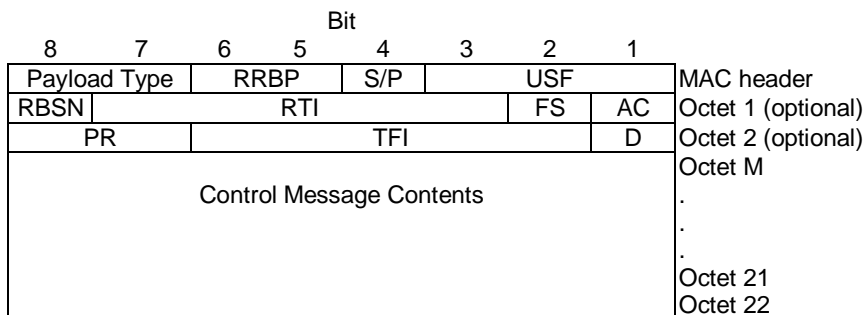 Bit
8 7 6 5 4 3 2 1
Payload Type RRBP S/P USF MAC header
RBSN RTI FS AC Octet 1 (optional)
PR TFI D Octet 2 (optional)
Octet M
Control Message Contents .
.
.
Octet 21
Octet 22